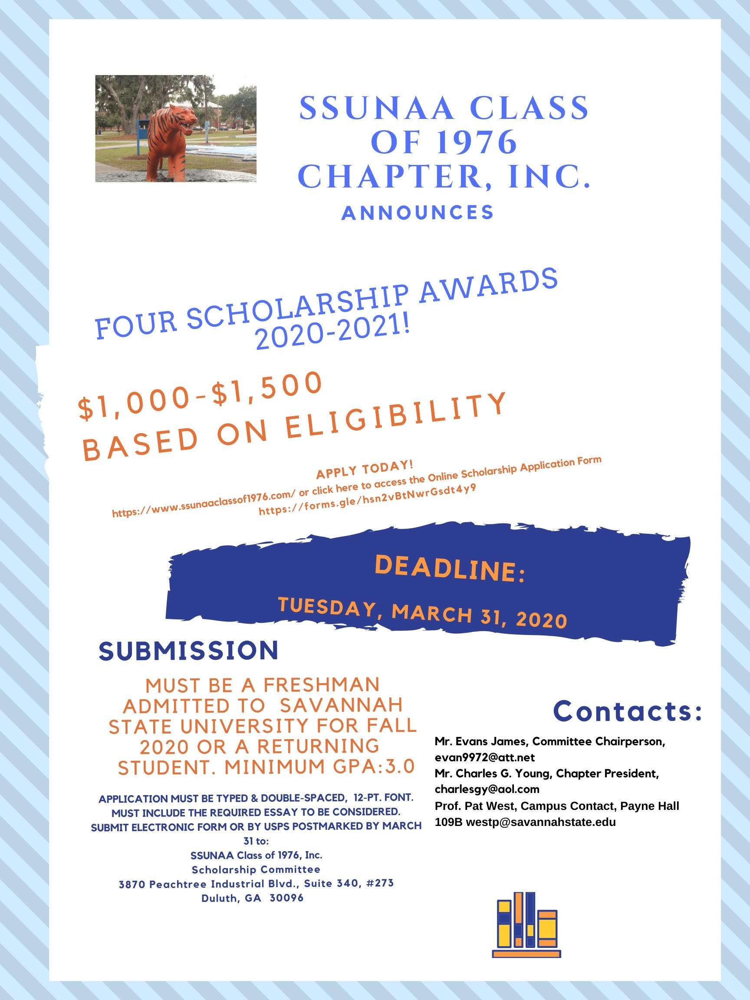 SSUNAA CLASS
OF 1976
CHAPTER, INC.
ANNOUNCES
FOUR SCHOLARSHIP AWARDS
2020-2021!
$1,000-$1,500
BASED ON ELIGIBILITY
APPLY TODAY!
https://www.ssunaaclassof1976.com/ or click here to access the Online Scholarship Application Form
https://forms.gle/hsn2vBtNwrGsdt4y9
DEADLINE:
TUESDAY, MARCH 31, 2020
SUBMISSION
MUST BE A FRESHMAN
ADMITTED TO SAVANNAH
STATE UNIVERSITY FOR FALL
2020 OR A RETURNING
STUDENT. MINIMUM GPA:3.0
APPLICATION MUST BE TYPED & DOUBLE-SPACED, 12-PT. FONT.
MUST INCLUDE THE REQUIRED ESSAY TO BE CONSIDERED.
SUBMIT ELECTRONIC FORM OR BY USPS POSTMARKED BY MARCH
31 to:
SSUNAA Class of 1976, Inc.
Scholarship Committee
3870 Peachtree Industrial Blvd., Suite 340, #273
Duluth, GA 30096
Contacts:
Mr. Evans James, Committee Chairperson,
evan9972@att.net
Mr. Charles G. Young, Chapter President,
charlesgy@aol.com
Prof. Pat West, Campus Contact, Payne Hall
109B westp@savannahstate.edu